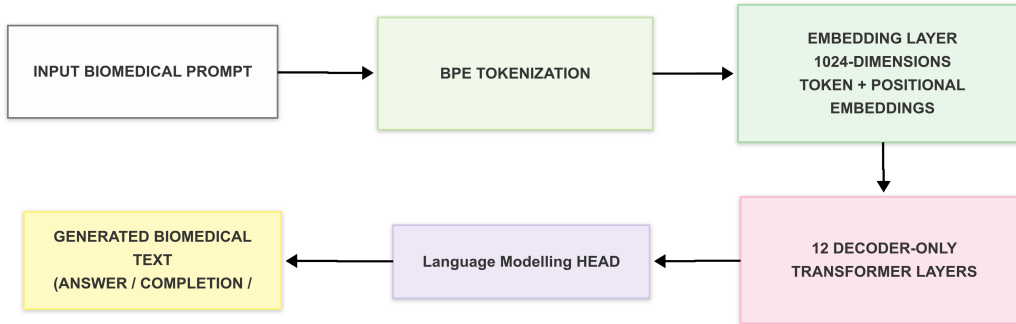 INPUT BIOMEDICAL PROMPT
BPE TOKENIZATION
EMBEDDING LAYER
1024-DIMENSIONS
TOKEN + POSITIONAL
EMBEDDINGS
12 DECODER-ONLY
TRANSFORMER LAYERS
Language Modelling HEAD
GENERATED BIOMEDICAL
TEXT
(ANSWER / COMPLETION /